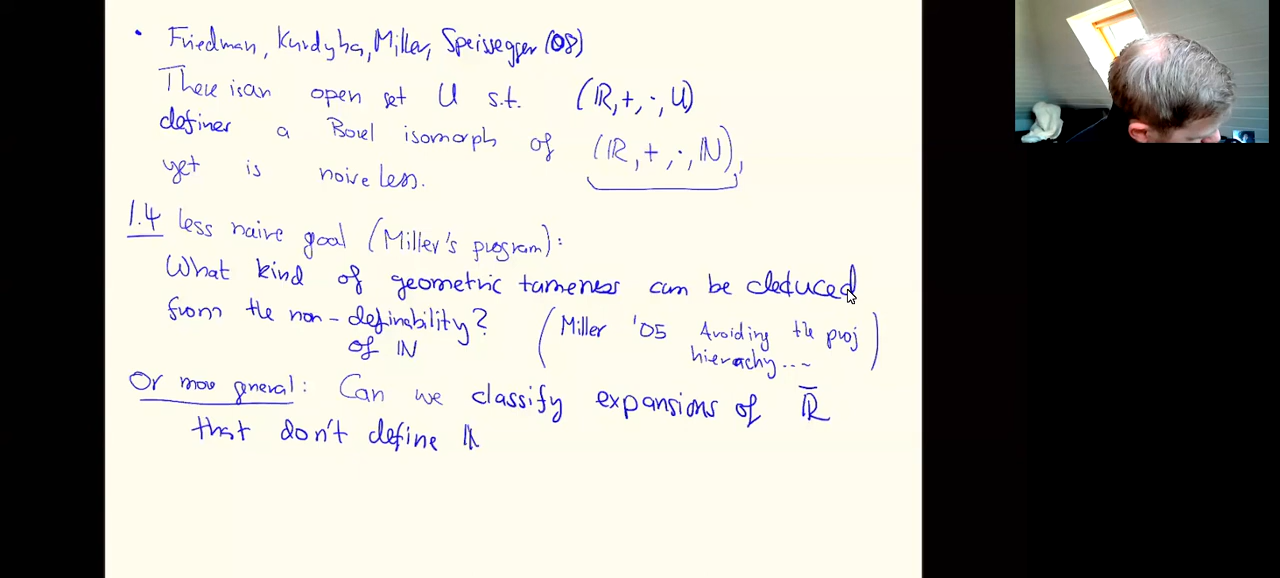 • Friedman, Kurdyka, Miller, Speissegger (08)
There is an open set U s.t. (ℝ, +, ·, U)
defines a Borel isomorph of (ℝ, +, ·, ℕ),
yet is noiseless.
1.4 less naive goal (Miller's program):
What kind of geometric tameness can be deduced
from the non-definability? (Miller '05 Avoiding the proj
of ℕ hierarchy...)
Or more general: Can we classify expansions of ℝ̅
that don't define ℕ